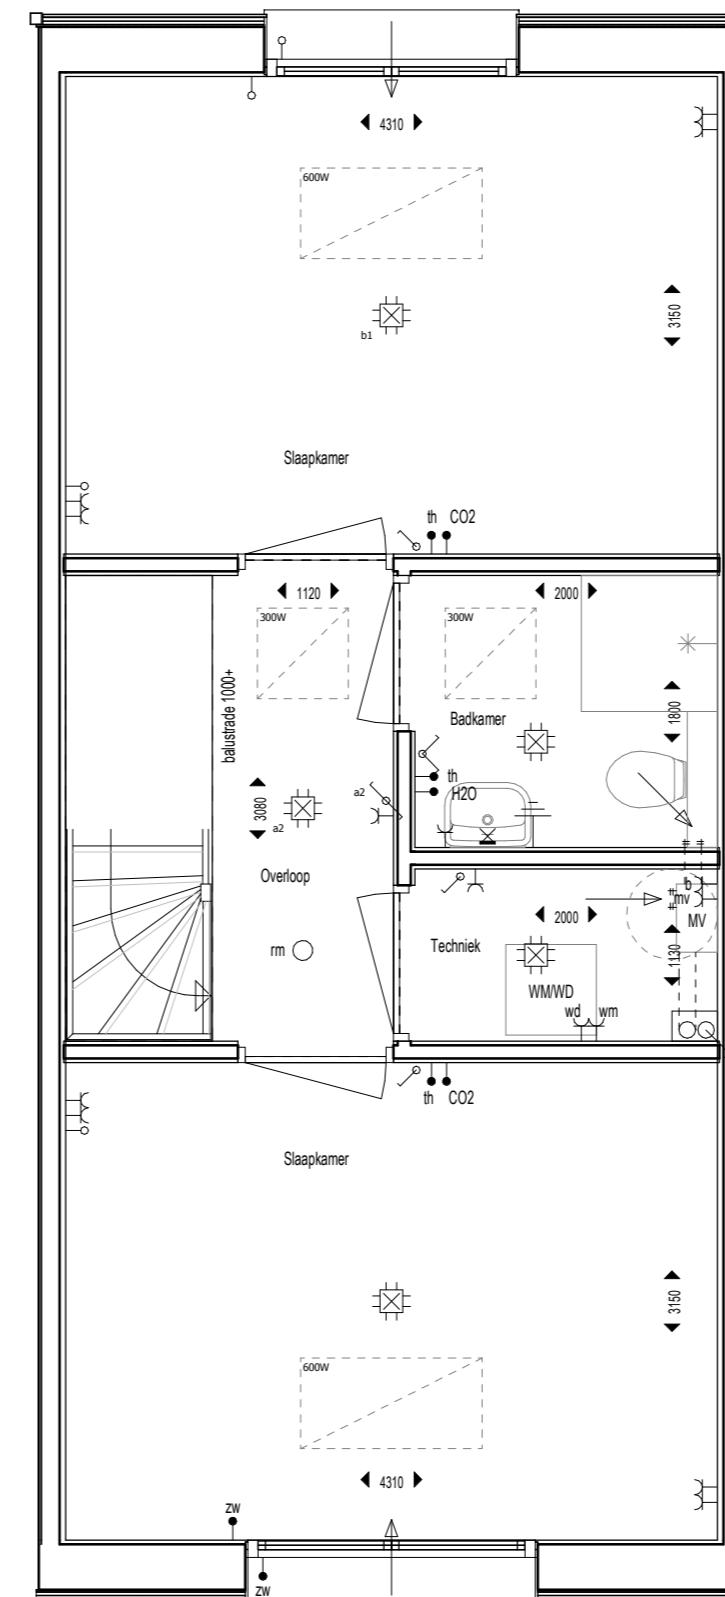 4310
600W
3150
b1
Slaapkamer
th CO2
1120
2000
300W
300W
balustrade 1000+
1800
Badkamer
th
H2O
a2
3080
a2
Overloop
lb
mv
MV
2000
Techniek
1130
rm
WM/WD
wd wm
th CO2
Slaapkamer
3150
600W
4310
zw
zw